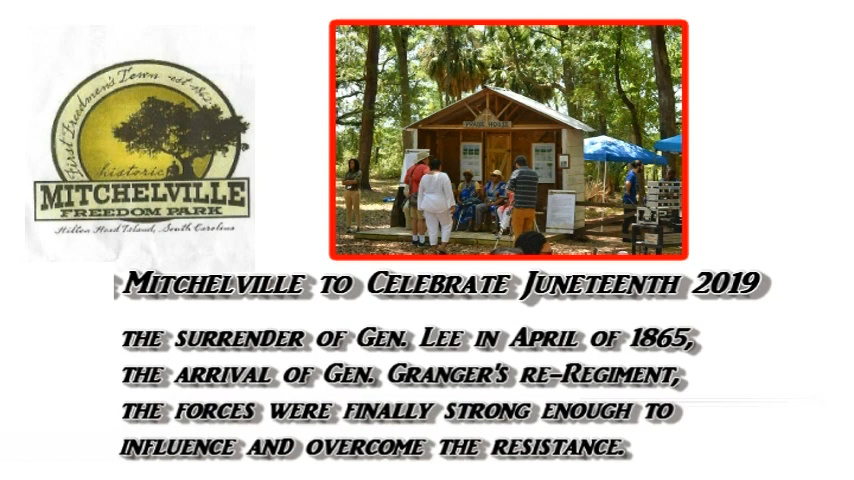 First Freedmen's Town est. 1862
historic
MITCHELVILLE
FREEDOM PARK
Hilton Head Island, South Carolina
PRAISE HOUSE
Mitchelville to Celebrate Juneteenth 2019
the surrender of Gen. Lee in April of 1865,
the arrival of Gen. Granger's re-Regiment,
the forces were finally strong enough to
influence and overcome the resistance.